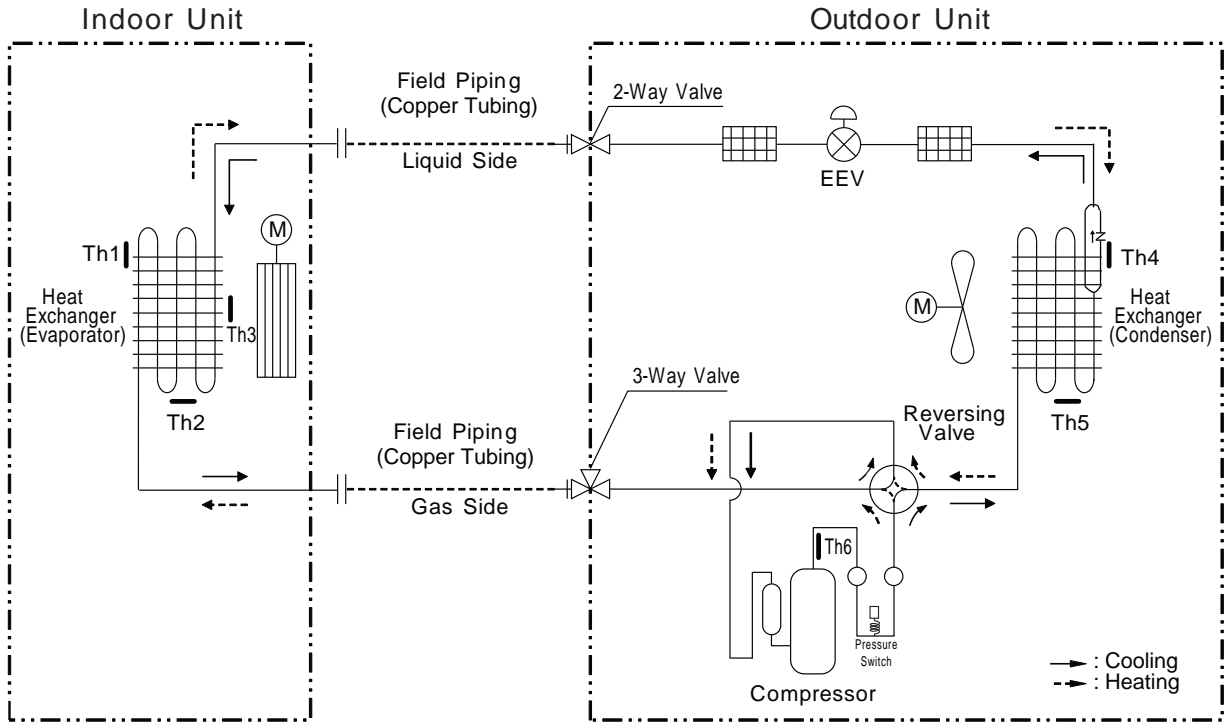 Indoor Unit
Outdoor Unit
Field Piping
(Copper Tubing)
2-Way Valve
Liquid Side
EEV
M
Th1
Th4
Heat
Exchanger
(Evaporator)
Th3
M
N
Heat
Exchanger
(Condenser)
3-Way Valve
Th2
Th5
Reversing
Valve
Field Piping
(Copper Tubing)
Gas Side
Th6
Pressure
Switch
Compressor
: Cooling
: Heating